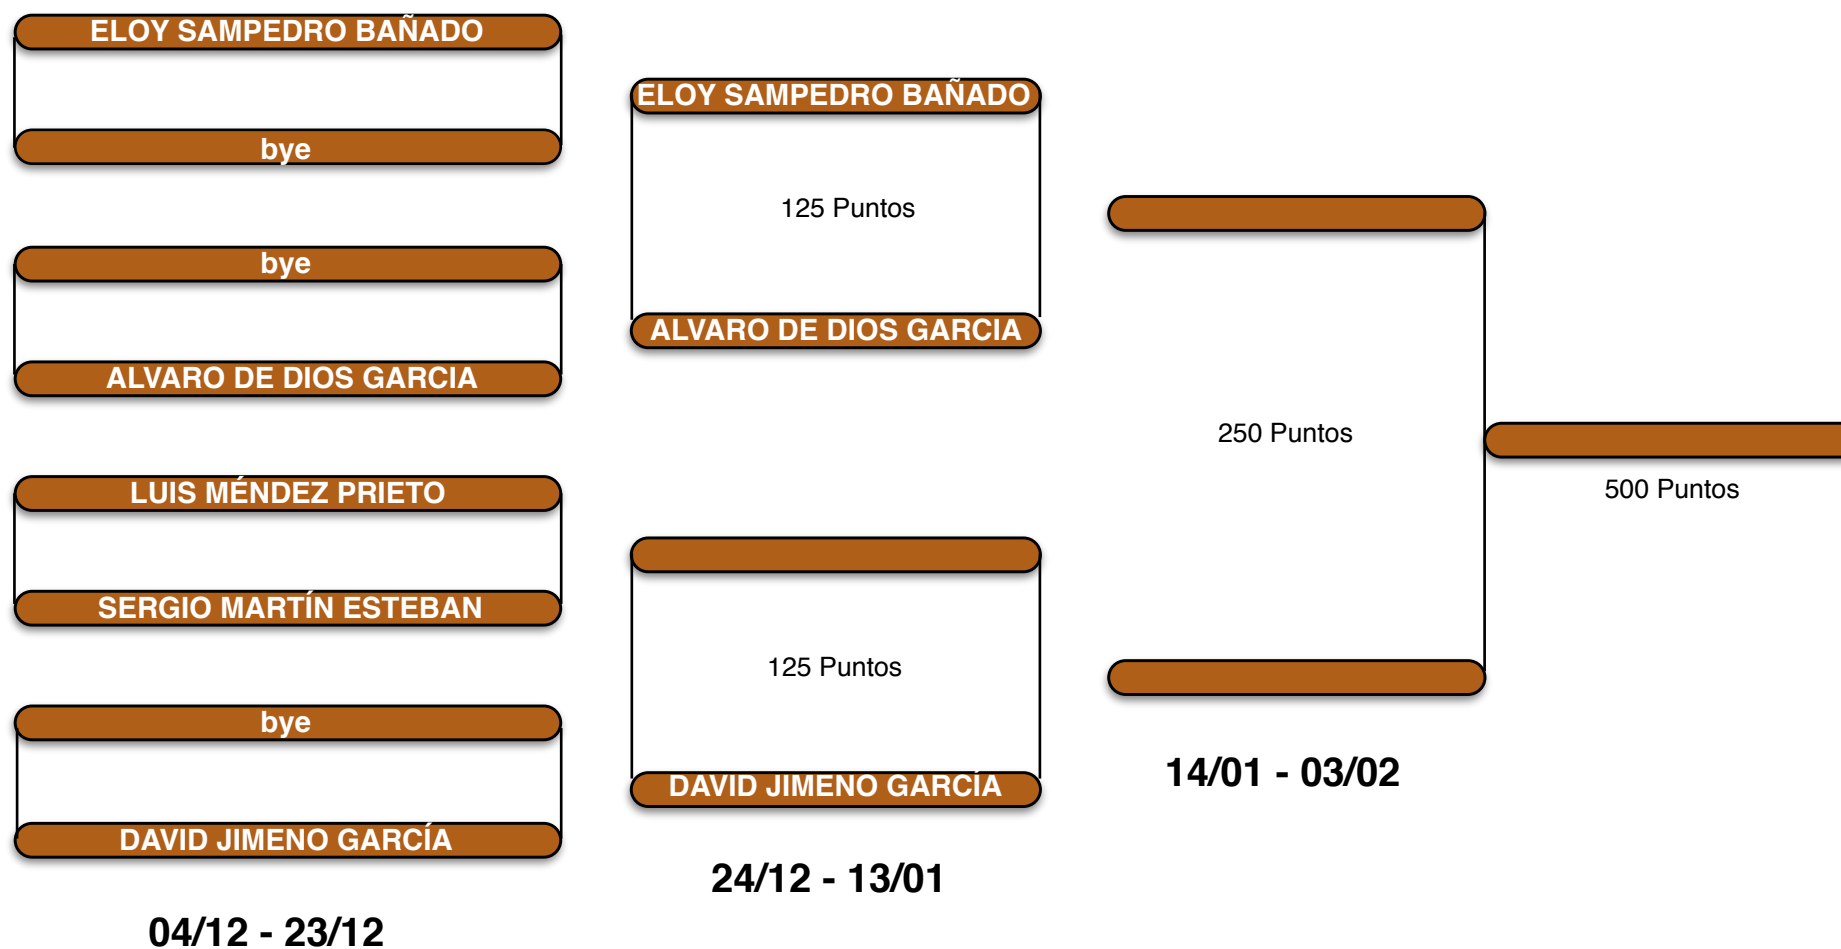 ELOY SAMPEDRO BAÑADO
bye
bye
ALVARO DE DIOS GARCIA
LUIS MÉNDEZ PRIETO
SERGIO MARTÍN ESTEBAN
bye
DAVID JIMENO GARCÍA
04/12 - 23/12
ELOY SAMPEDRO BAÑADO
125 Puntos
ALVARO DE DIOS GARCIA
125 Puntos
DAVID JIMENO GARCÍA
24/12 - 13/01
250 Puntos
14/01 - 03/02
500 Puntos